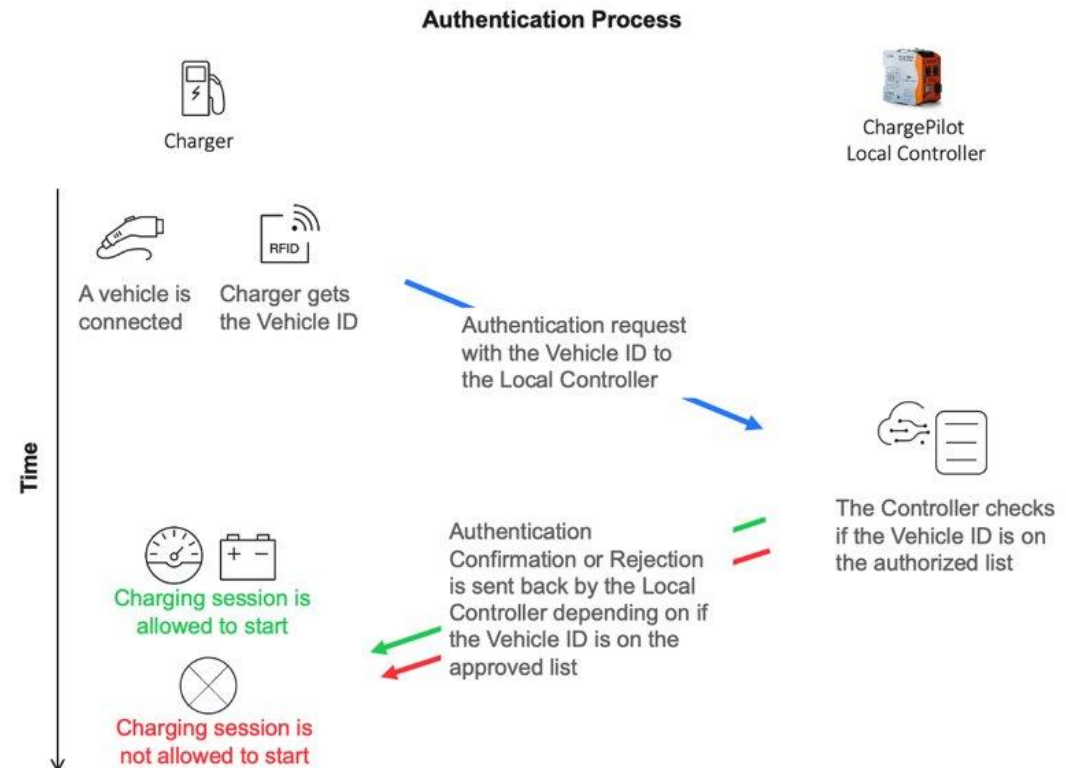 Authentication Process
Charger
ChargePilot
Local Controller
RFID
A vehicle is
connected
Charger gets
the Vehicle ID
Authentication request
with the Vehicle ID to
the Local Controller
Time
The Controller checks
if the Vehicle ID is on
the authorized list
Authentication
Confirmation or Rejection
is sent back by the Local
Controller depending on if
the Vehicle ID is on the
approved list
Charging session is
allowed to start
Charging session is
not allowed to start